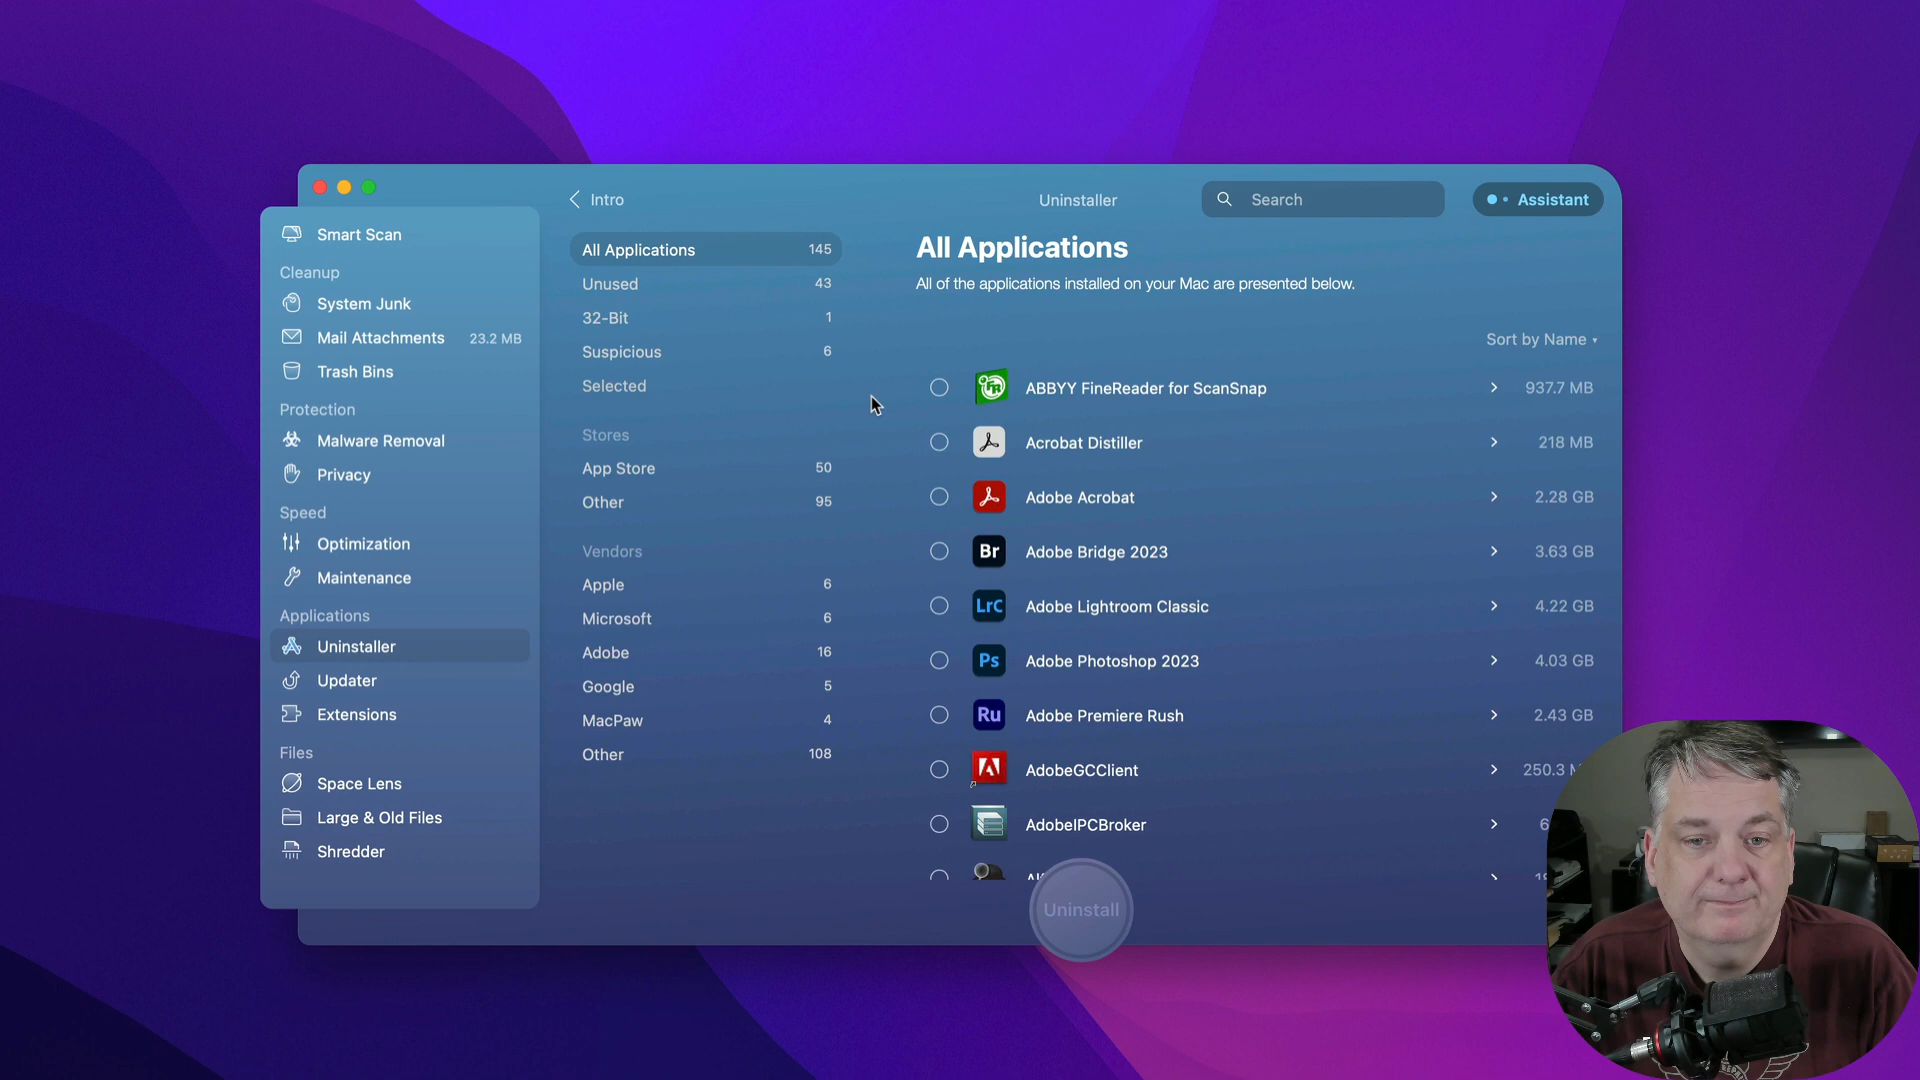 Intro
Uninstaller
Search
Assistant
Smart Scan
Cleanup
System Junk
Mail Attachments 23.2 MB
Trash Bins
Protection
Malware Removal
Privacy
Speed
Optimization
Maintenance
Applications
Uninstaller
Updater
Extensions
Files
Space Lens
Large & Old Files
Shredder
All Applications 145
Unused 43
32-Bit 1
Suspicious 6
Selected
Stores
App Store 50
Other 95
Vendors
Apple 6
Microsoft 6
Adobe 16
Google 5
MacPaw 4
Other 108
All Applications
All of the applications installed on your Mac are presented below.
Sort by Name
ABBYY FineReader for ScanSnap 937.7 MB
Acrobat Distiller 218 MB
Adobe Acrobat 2.28 GB
Br Adobe Bridge 2023 3.63 GB
LrC Adobe Lightroom Classic 4.22 GB
Ps Adobe Photoshop 2023 4.03 GB
Ru Adobe Premiere Rush 2.43 GB
AdobeGCClient 250.3
AdobeIPCBroker
Uninstall